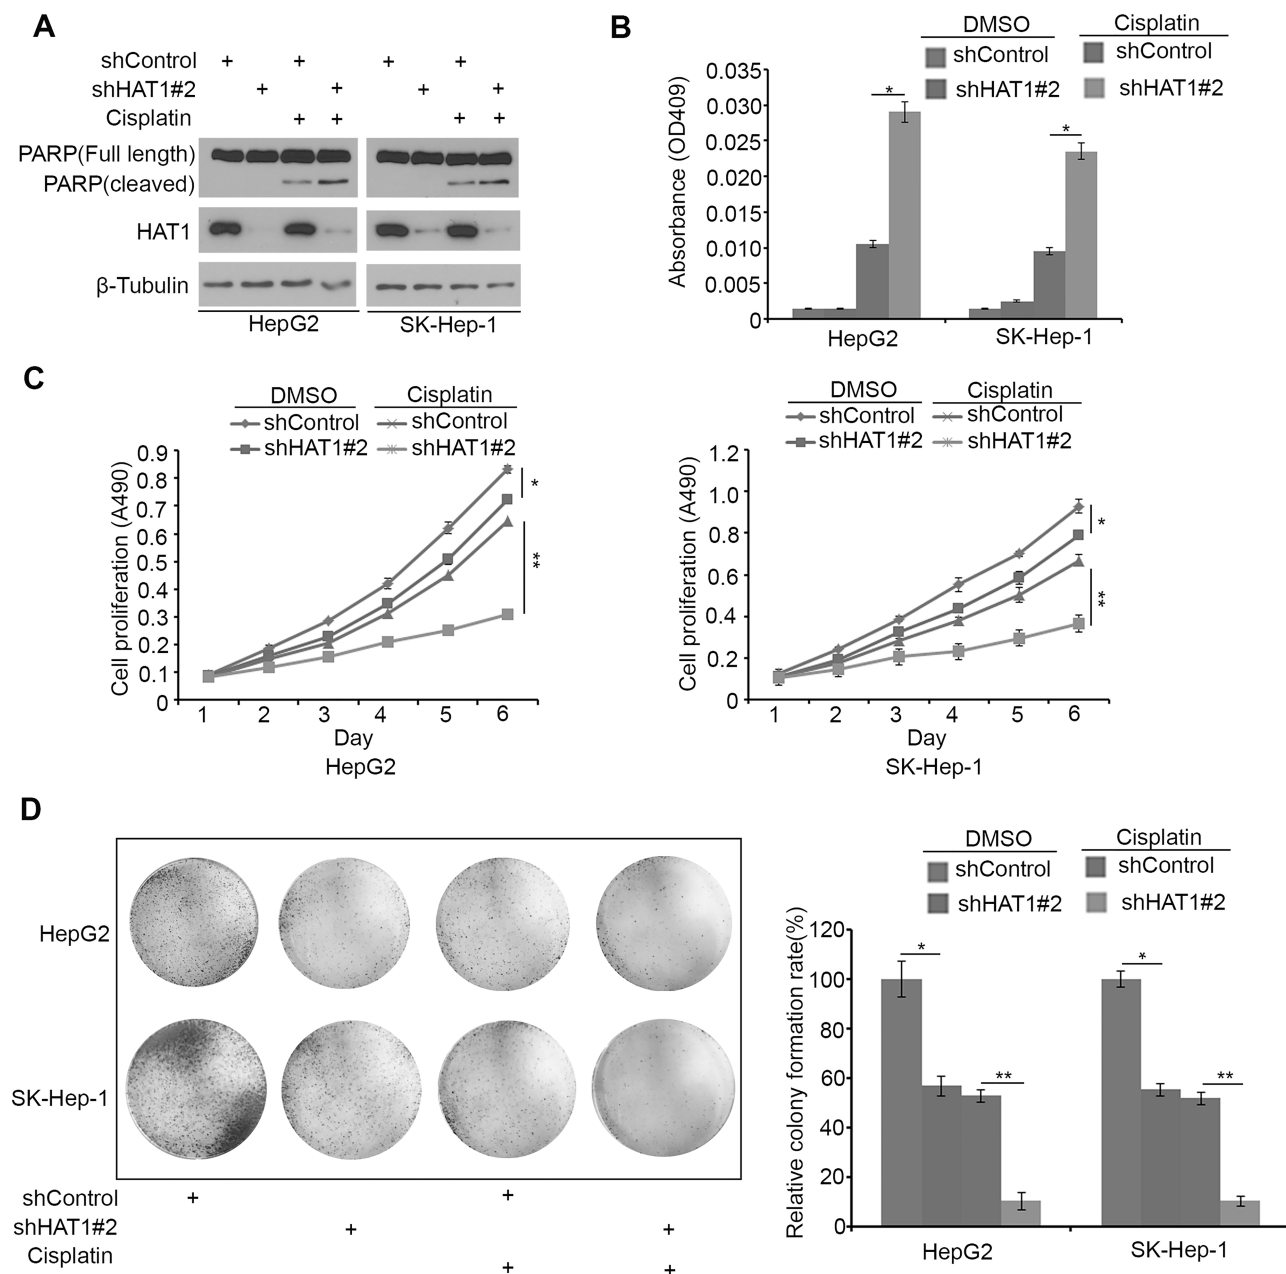 A
shControl + + + +
shHAT1#2 + + + +
Cisplatin + + + +
PARP(Full length)
PARP(cleaved)
HAT1
β-Tubulin
HepG2 SK-Hep-1
B
DMSO Cisplatin
shControl shControl
shHAT1#2 shHAT1#2
Absorbance (OD409)
0.035
0.030
0.025
0.020
0.015
0.010
0.005
0
* *
HepG2 SK-Hep-1
C
DMSO Cisplatin
shControl shControl
shHAT1#2 shHAT1#2
Cell proliferation (A490)
0.9
0.8
0.7
0.6
0.5
0.4
0.3
0.2
0.1
0
*
**
1 2 3 4 5 6
Day
HepG2
DMSO Cisplatin
shControl shControl
shHAT1#2 shHAT1#2
Cell proliferation (A490)
1.2
1.0
0.8
0.6
0.4
0.2
0
*
**
1 2 3 4 5 6
Day
SK-Hep-1
D
HepG2
SK-Hep-1
shControl + +
shHAT1#2 + +
Cisplatin + +
DMSO Cisplatin
shControl shControl
shHAT1#2 shHAT1#2
Relative colony formation rate(%)
120
100
80
60
40
20
0
* ** * **
HepG2 SK-Hep-1